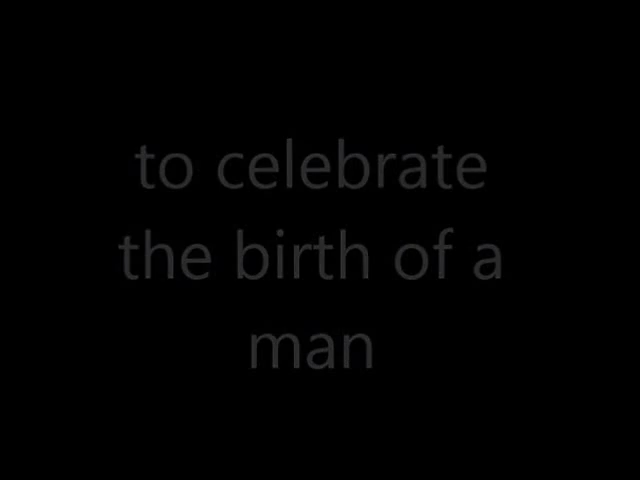 to celebrate
the birth of a
man